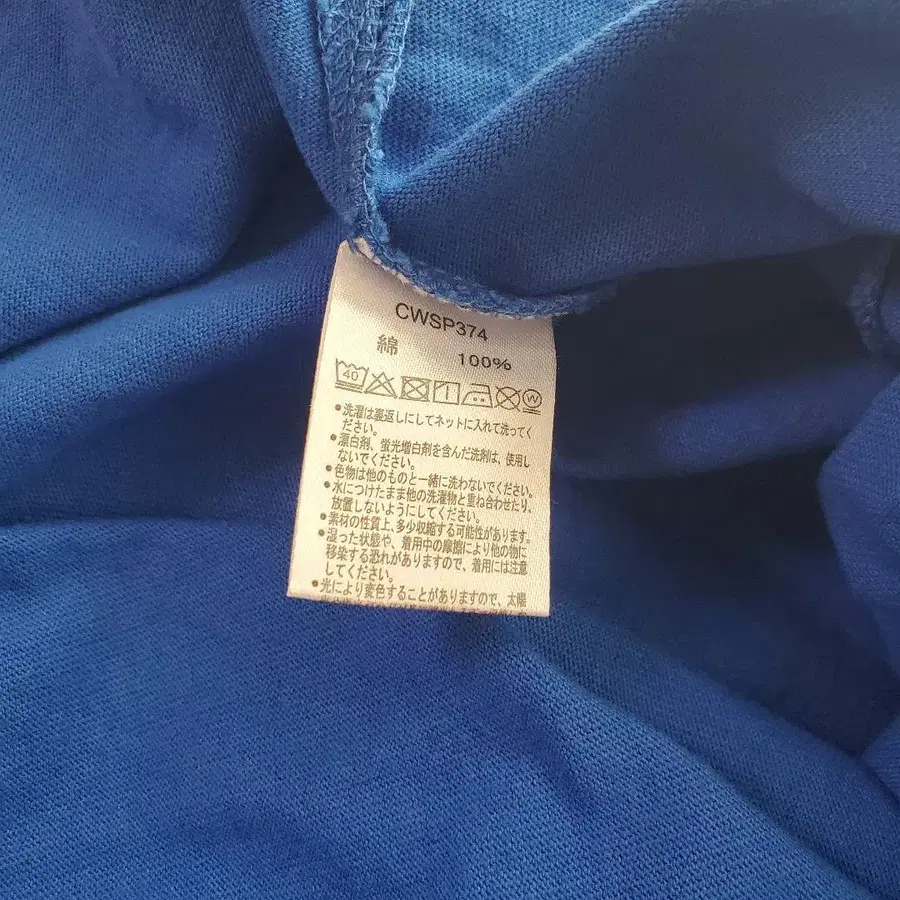 CWSP374
綿 100%
40 W
●洗濯は裏返しにしてネットに入れて洗ってく
ださい。
●漂白剤、蛍光増白剤を含んだ洗剤は、使用し
ないでください。
●色物は他のものと一緒に洗わないでください。
●水につけたまま他の洗濯物と重ね合わせたり、
放置しないようにしてください。
●素材の性質上、多少収縮する可能性があります。
●湿った状態や、着用中の摩擦により他の物に
移染する恐れがありますので、着用には注意
してください。
●光により変色することがありますので、太陽